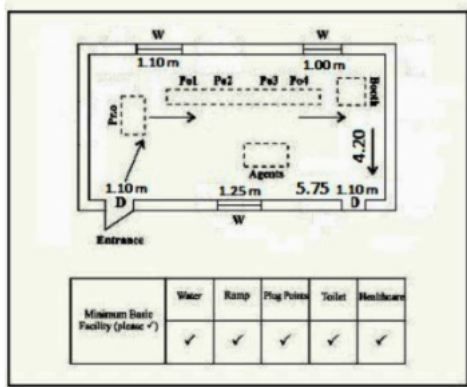 W W
1.10 m 1.00 m
Po1 Po2 Po3 Po4
Pr.o
Booth
4.20
Agents
1.10 m 1.25 m 5.75 1.10 m
D W D
Entrance
Minimum Basic Facility (please ✓) Water Ramp Plug Points Toilet Healthcare
✓ ✓ ✓ ✓ ✓